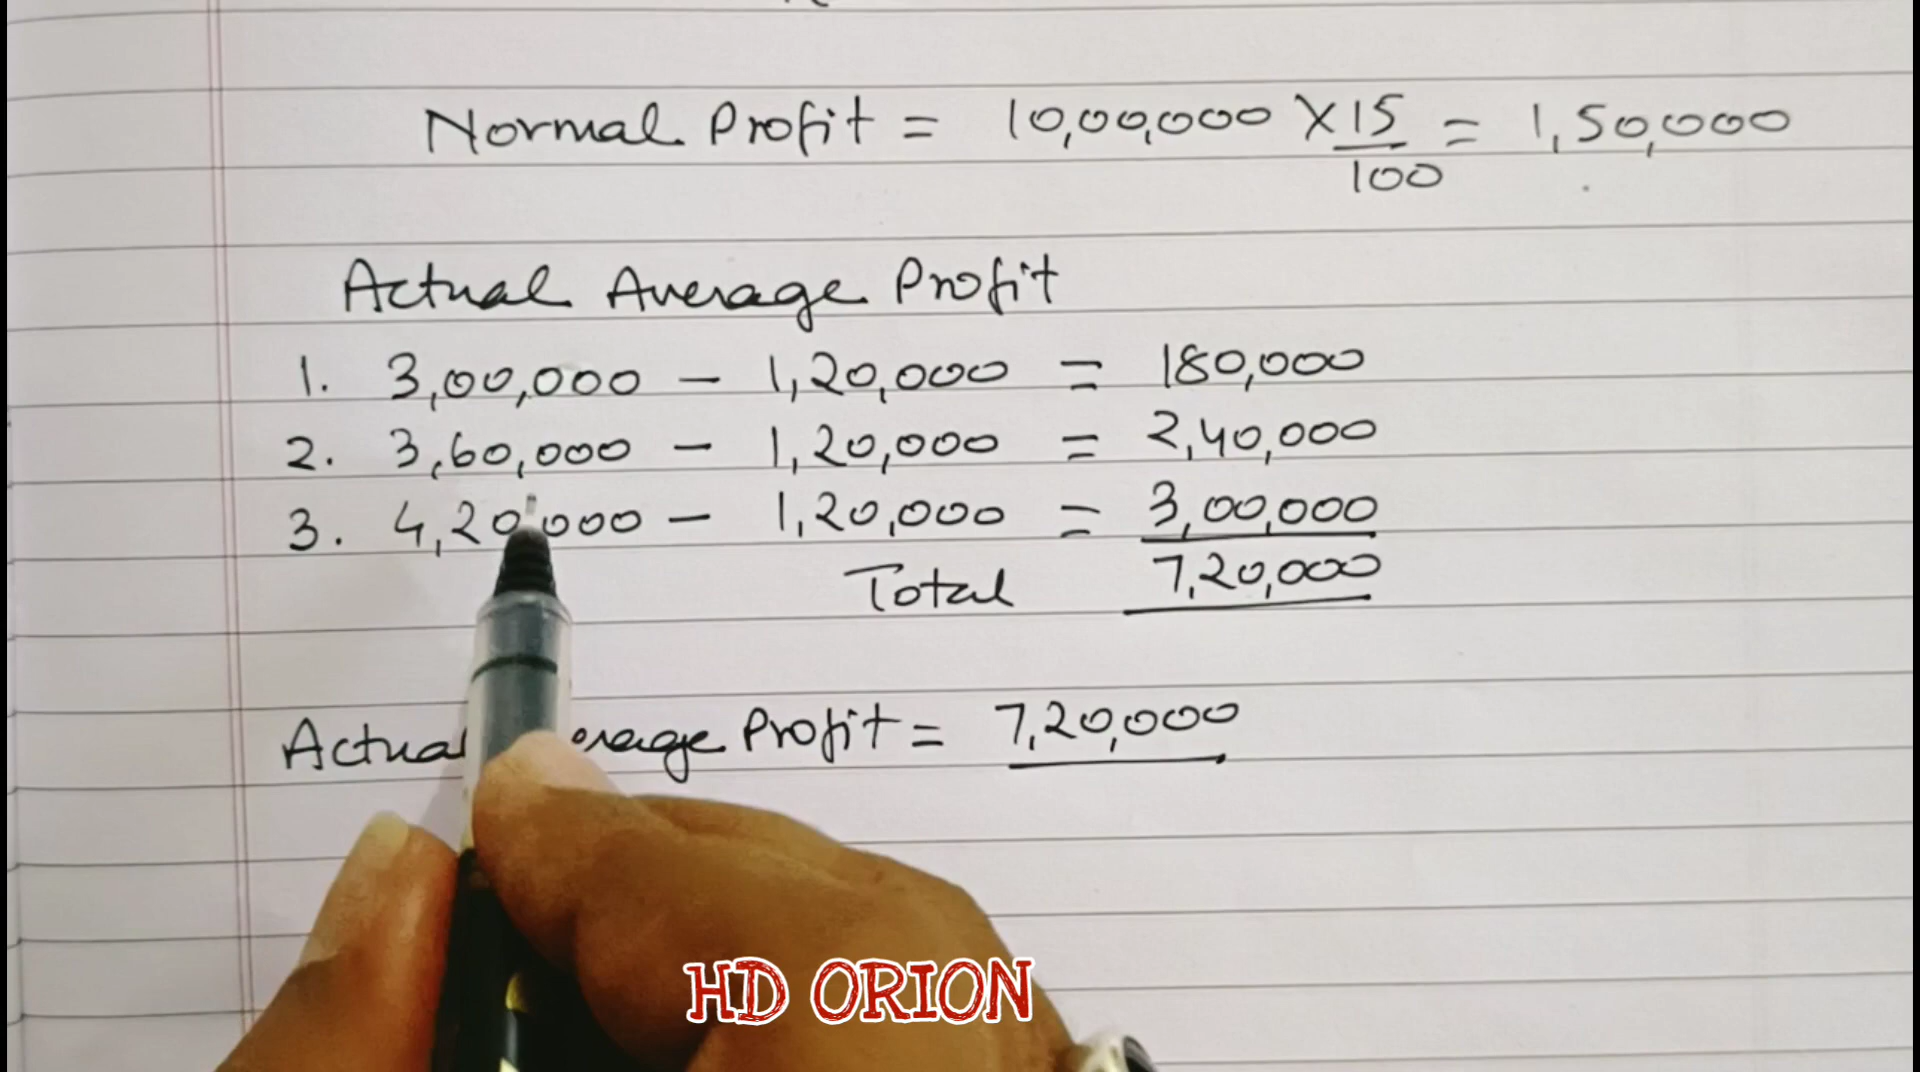 Normal Profit = 10,00,000 X 15/100 = 1,50,000
Actual Average Profit
1. 3,00,000 - 1,20,000 = 180,000
2. 3,60,000 - 1,20,000 = 2,40,000
3. 4,20,000 - 1,20,000 = 3,00,000
Total 7,20,000
Profit = 7,20,000
HD ORION